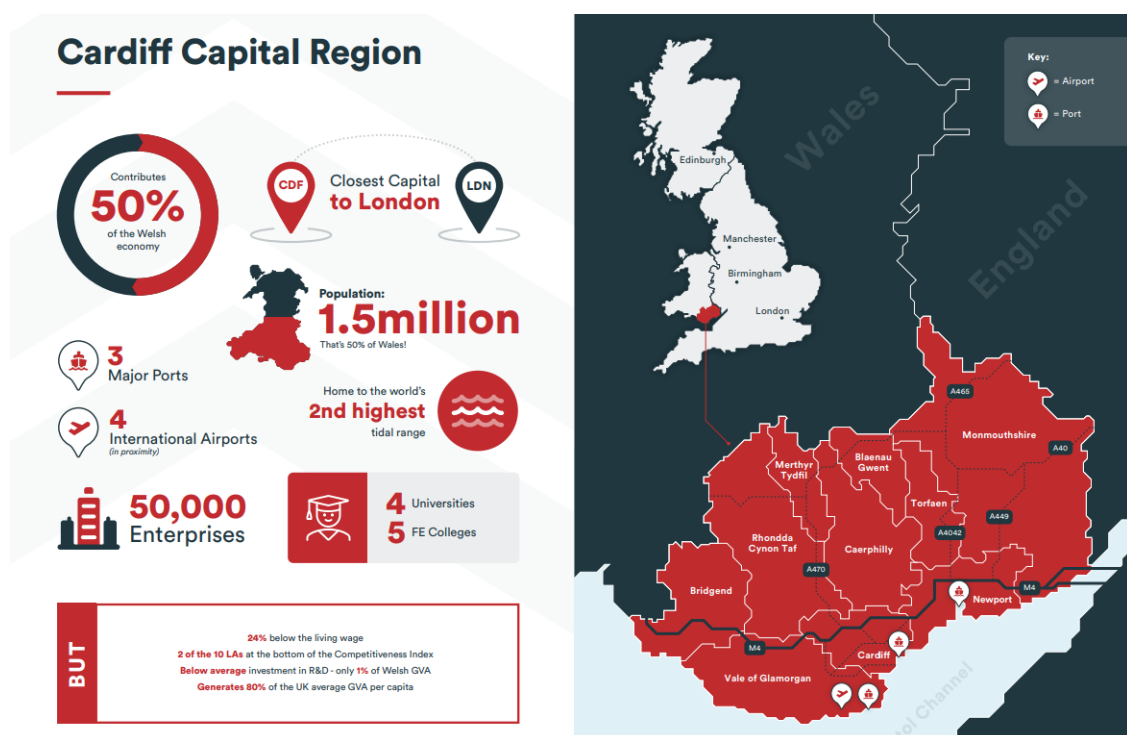 Cardiff Capital Region
Contributes
50%
of the Welsh
economy
CDF
Closest Capital
to London
LDN
Population:
1.5million
That's 50% of Wales!
3
Major Ports
4
International Airports
(in proximity)
Home to the world's
2nd highest
tidal range
50,000
Enterprises
4 Universities
5 FE Colleges
BUT
24% below the living wage
2 of the 10 LAs at the bottom of the Competitiveness Index
Below average investment in R&D - only 1% of Welsh GVA
Generates 80% of the UK average GVA per capita
Key:
= Airport
= Port
Wales
England
Edinburgh
Manchester
Birmingham
London
A465
Monmouthshire
A40
Merthyr
Tydfil
Blaenau
Gwent
Torfaen
A449
A4042
Rhondda
Cynon Taf
Caerphilly
A470
Bridgend
M4
Newport
M4
Cardiff
Vale of Glamorgan
Channel